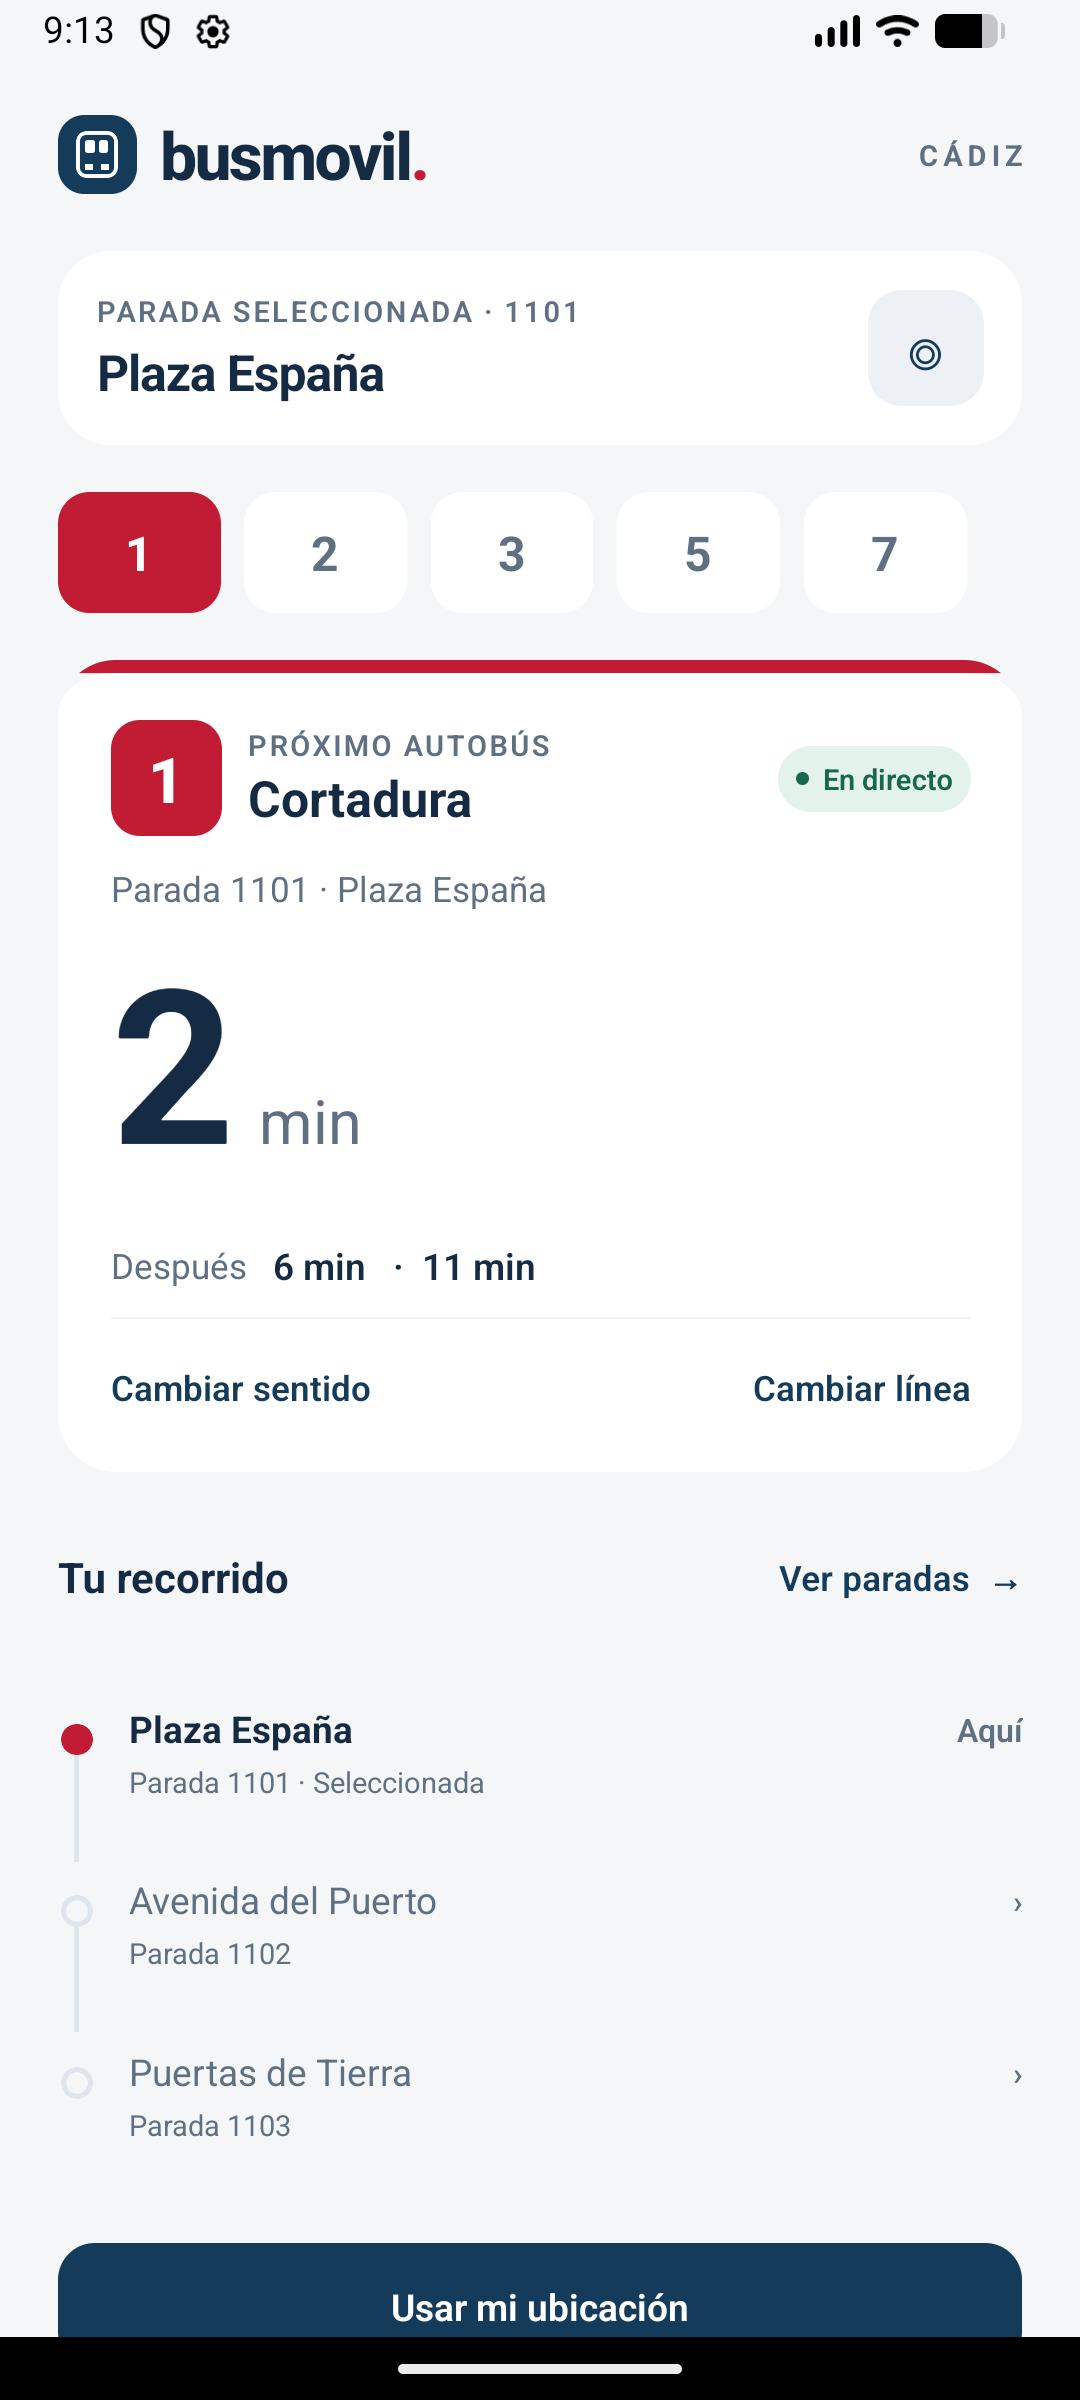 9:13
busmovil.
CÁDIZ
PARADA SELECCIONADA · 1101
Plaza España
1 2 3 5 7
1
PRÓXIMO AUTOBÚS
Cortadura
En directo
Parada 1101 · Plaza España
2 min
Después 6 min · 11 min
Cambiar sentido
Cambiar línea
Tu recorrido
Ver paradas →
Plaza España
Aquí
Parada 1101 · Seleccionada
Avenida del Puerto ›
Parada 1102
Puertas de Tierra ›
Parada 1103
Usar mi ubicación